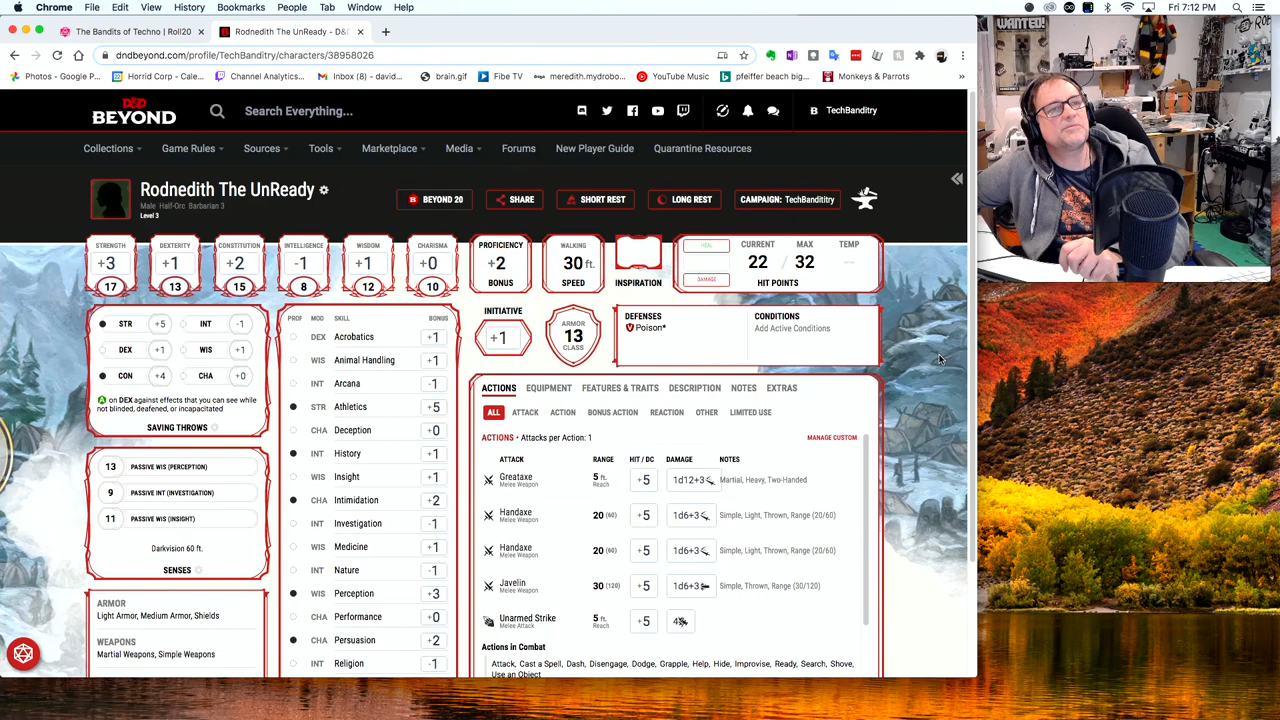 Chrome File Edit View History Bookmarks People Tab Window Help Fri 7:12 PM
The Bandits of Techno | Roll20 Rodnedith The UnReady - D&D
dndbeyond.com/profile/TechBanditry/characters/38958026
Photos - Google P... Horrid Corp - Cale... Channel Analytics... Inbox (8) - david... brain.gif Fibe TV meredith.mydrobo... YouTube Music pfeiffer beach big... Monkeys & Parrots »
D&D BEYOND Search Everything... TechBanditry
Collections Game Rules Sources Tools Marketplace Media Forums New Player Guide Quarantine Resources
Rodnedith The UnReady
Male Half-Orc Barbarian 3
Level 3
BEYOND 20 SHARE SHORT REST LONG REST CAMPAIGN: TechBandititry
STRENGTH +3 17
DEXTERITY +1 13
CONSTITUTION +2 15
INTELLIGENCE -1 8
WISDOM +1 12
CHARISMA +0 10
PROFICIENCY +2 BONUS
WALKING 30 ft. SPEED
INSPIRATION
HEAL DAMAGE
CURRENT MAX TEMP
22 / 32 --
HIT POINTS
STR +5 INT -1
DEX +1 WIS +1
CON +4 CHA +0
A on DEX against effects that you can see while
not blinded, deafened, or incapacitated
SAVING THROWS
13 PASSIVE WIS (PERCEPTION)
9 PASSIVE INT (INVESTIGATION)
11 PASSIVE WIS (INSIGHT)
Darkvision 60 ft.
SENSES
ARMOR
Light Armor, Medium Armor, Shields
WEAPONS
Martial Weapons, Simple Weapons
PROF MOD SKILL BONUS
DEX Acrobatics +1
WIS Animal Handling +1
INT Arcana -1
STR Athletics +5
CHA Deception +0
INT History +1
WIS Insight +1
CHA Intimidation +2
INT Investigation -1
WIS Medicine +1
INT Nature -1
WIS Perception +3
CHA Performance +0
CHA Persuasion +2
INT Religion -1
INITIATIVE
+1
ARMOR 13 CLASS
DEFENSES
Poison*
CONDITIONS
Add Active Conditions
ACTIONS EQUIPMENT FEATURES & TRAITS DESCRIPTION NOTES EXTRAS
ALL ATTACK ACTION BONUS ACTION REACTION OTHER LIMITED USE
ACTIONS • Attacks per Action: 1 MANAGE CUSTOM
ATTACK RANGE HIT / DC DAMAGE NOTES
Greataxe 5 ft. +5 1d12+3 Martial, Heavy, Two-Handed
Melee Weapon Reach
Handaxe 20 (60) +5 1d6+3 Simple, Light, Thrown, Range (20/60)
Melee Weapon
Handaxe 20 (60) +5 1d6+3 Simple, Light, Thrown, Range (20/60)
Melee Weapon
Javelin 30 (120) +5 1d6+3 Simple, Thrown, Range (30/120)
Melee Weapon
Unarmed Strike 5 ft. +5 4
Melee Attack Reach
Actions in Combat
Attack, Cast a Spell, Dash, Disengage, Dodge, Grapple, Help, Hide, Improvise, Ready, Search, Shove,
Use an Object
WANTED!